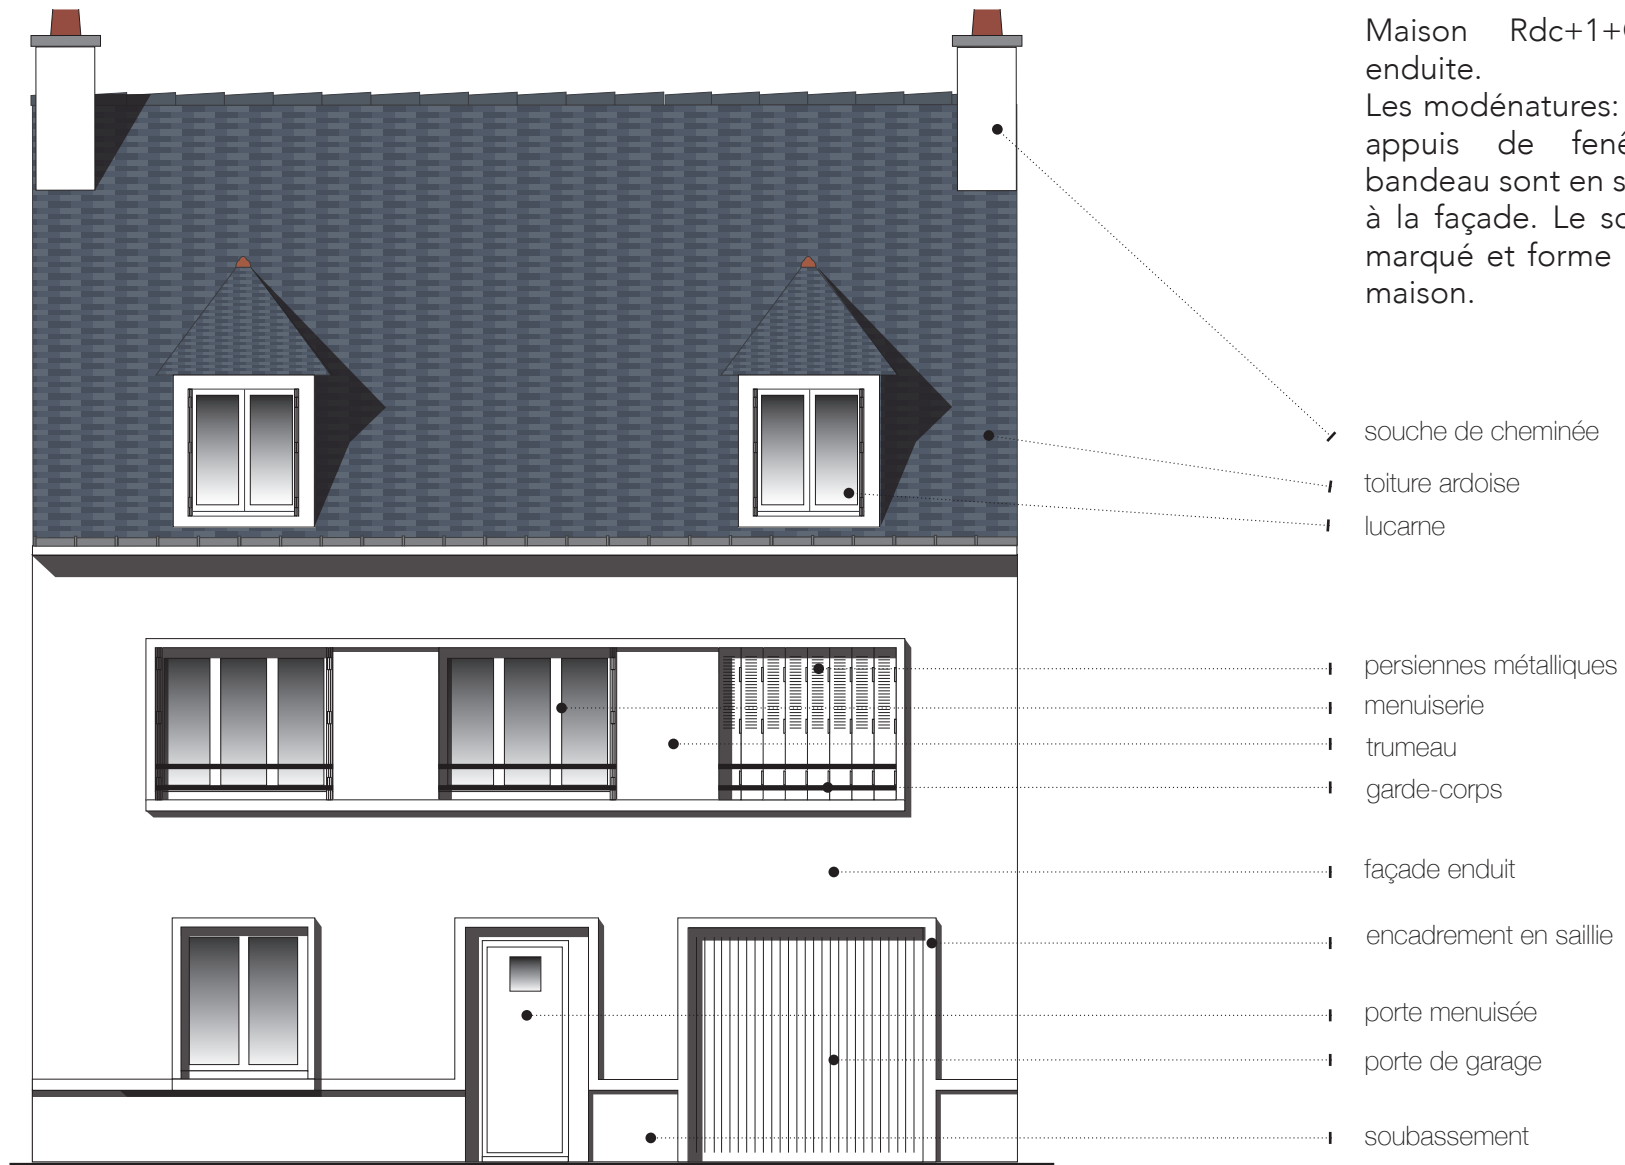 Maison Rdc+1+
enduite.
Les modénatures:
appuis de
bandeau sont en
à la façade. Le
marqué et forme
maison.
souche de cheminée
toiture ardoise
lucarne
persiennes métalliques
menuiserie
trumeau
garde-corps
façade enduit
encadrement en saillie
porte menuisée
porte de garage
soubassement